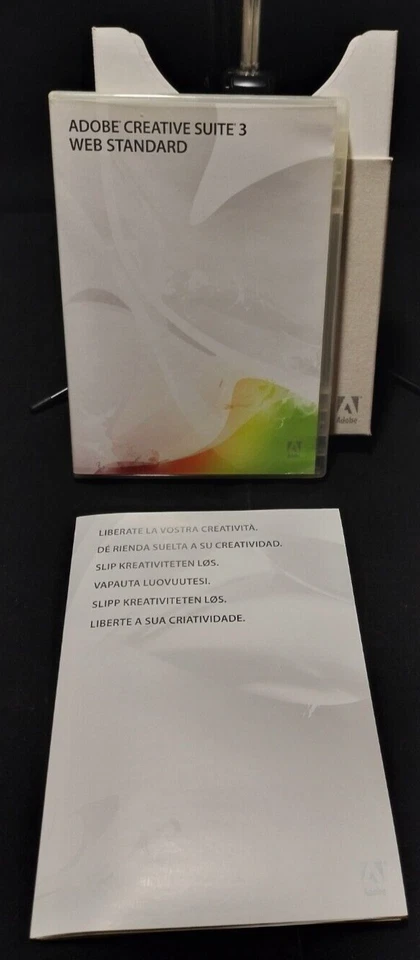 ADOBE® CREATIVE SUITE® 3
WEB STANDARD
Adobe
LIBERATE LA VOSTRA CREATIVITÀ.
DÉ RIENDA SUELTA A SU CREATIVIDAD.
SLIP KREATIVITETEN LØS.
VAPAUTA LUOVUUTESI.
SLIPP KREATIVITETEN LØS.
LIBERTE A SUA CRIATIVIDADE.